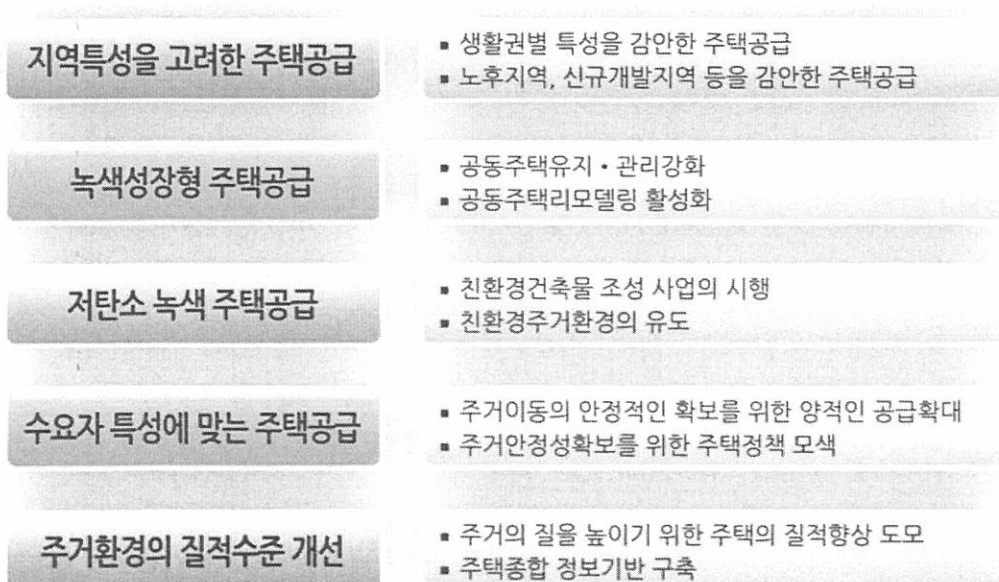 지역특성을 고려한 주택공급
▪ 생활권별 특성을 감안한 주택공급
▪ 노후지역, 신규개발지역 등을 감안한 주택공급
녹색성장형 주택공급
▪ 공동주택유지・관리강화
▪ 공동주택리모델링 활성화
저탄소 녹색 주택공급
▪ 친환경건축물 조성 사업의 시행
▪ 친환경주거환경의 유도
수요자 특성에 맞는 주택공급
▪ 주거이동의 안정적인 확보를 위한 양적인 공급확대
▪ 주거안정성확보를 위한 주택정책 모색
주거환경의 질적수준 개선
▪ 주거의 질을 높이기 위한 주택의 질적향상 도모
▪ 주택종합 정보기반 구축